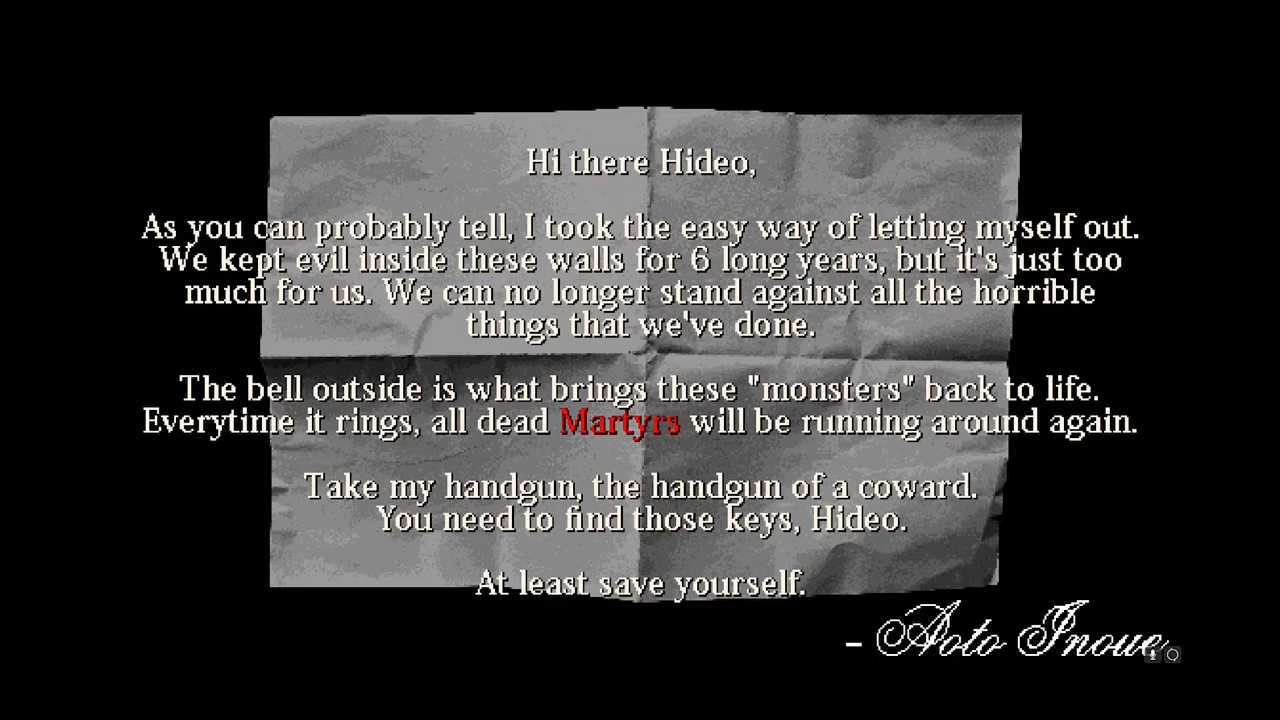 Hi there Hideo,
As you can probably tell, I took the easy way of letting myself out.
We kept evil inside these walls for 6 long years, but it's just too
much for us. We can no longer stand against all the horrible
things that we've done.
The bell outside is what brings these "monsters" back to life.
Everytime it rings, all dead Martyrs will be running around again.
Take my handgun, the handgun of a coward.
You need to find those keys, Hideo.
At least save yourself.
- Aoto Inoue